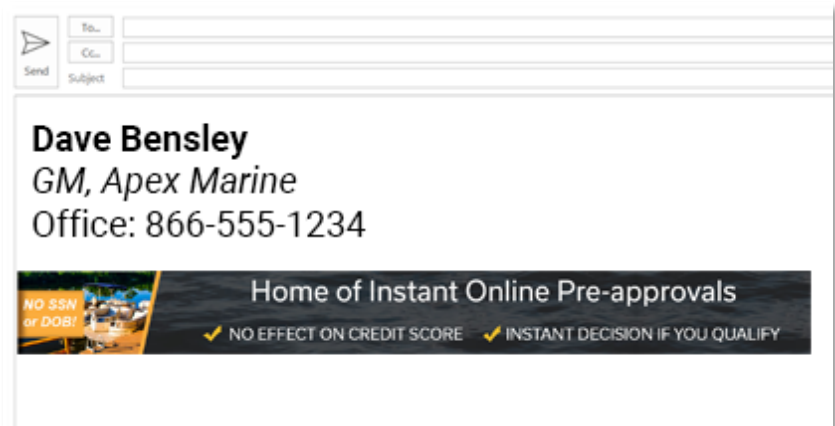 To...
Cc...
Send
Subject
Dave Bensley
GM, Apex Marine
Office: 866-555-1234
NO SSN
or DOB!
Home of Instant Online Pre-approvals
NO EFFECT ON CREDIT SCORE
INSTANT DECISION IF YOU QUALIFY